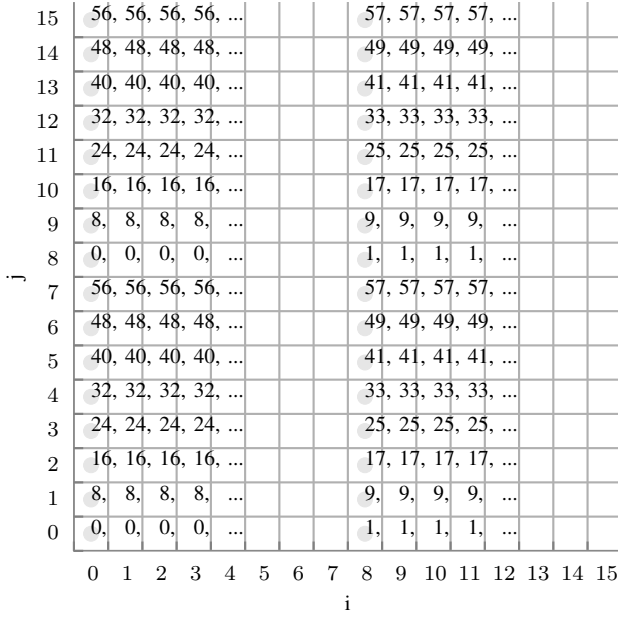 15 56, 56, 56, 56, ... 57, 57, 57, 57, ...
14 48, 48, 48, 48, ... 49, 49, 49, 49, ...
13 40, 40, 40, 40, ... 41, 41, 41, 41, ...
12 32, 32, 32, 32, ... 33, 33, 33, 33, ...
11 24, 24, 24, 24, ... 25, 25, 25, 25, ...
10 16, 16, 16, 16, ... 17, 17, 17, 17, ...
9 8, 8, 8, 8, ... 9, 9, 9, 9, ...
8 0, 0, 0, 0, ... 1, 1, 1, 1, ...
j
7 56, 56, 56, 56, ... 57, 57, 57, 57, ...
6 48, 48, 48, 48, ... 49, 49, 49, 49, ...
5 40, 40, 40, 40, ... 41, 41, 41, 41, ...
4 32, 32, 32, 32, ... 33, 33, 33, 33, ...
3 24, 24, 24, 24, ... 25, 25, 25, 25, ...
2 16, 16, 16, 16, ... 17, 17, 17, 17, ...
1 8, 8, 8, 8, ... 9, 9, 9, 9, ...
0 0, 0, 0, 0, ... 1, 1, 1, 1, ...
0 1 2 3 4 5 6 7 8 9 10 11 12 13 14 15
i